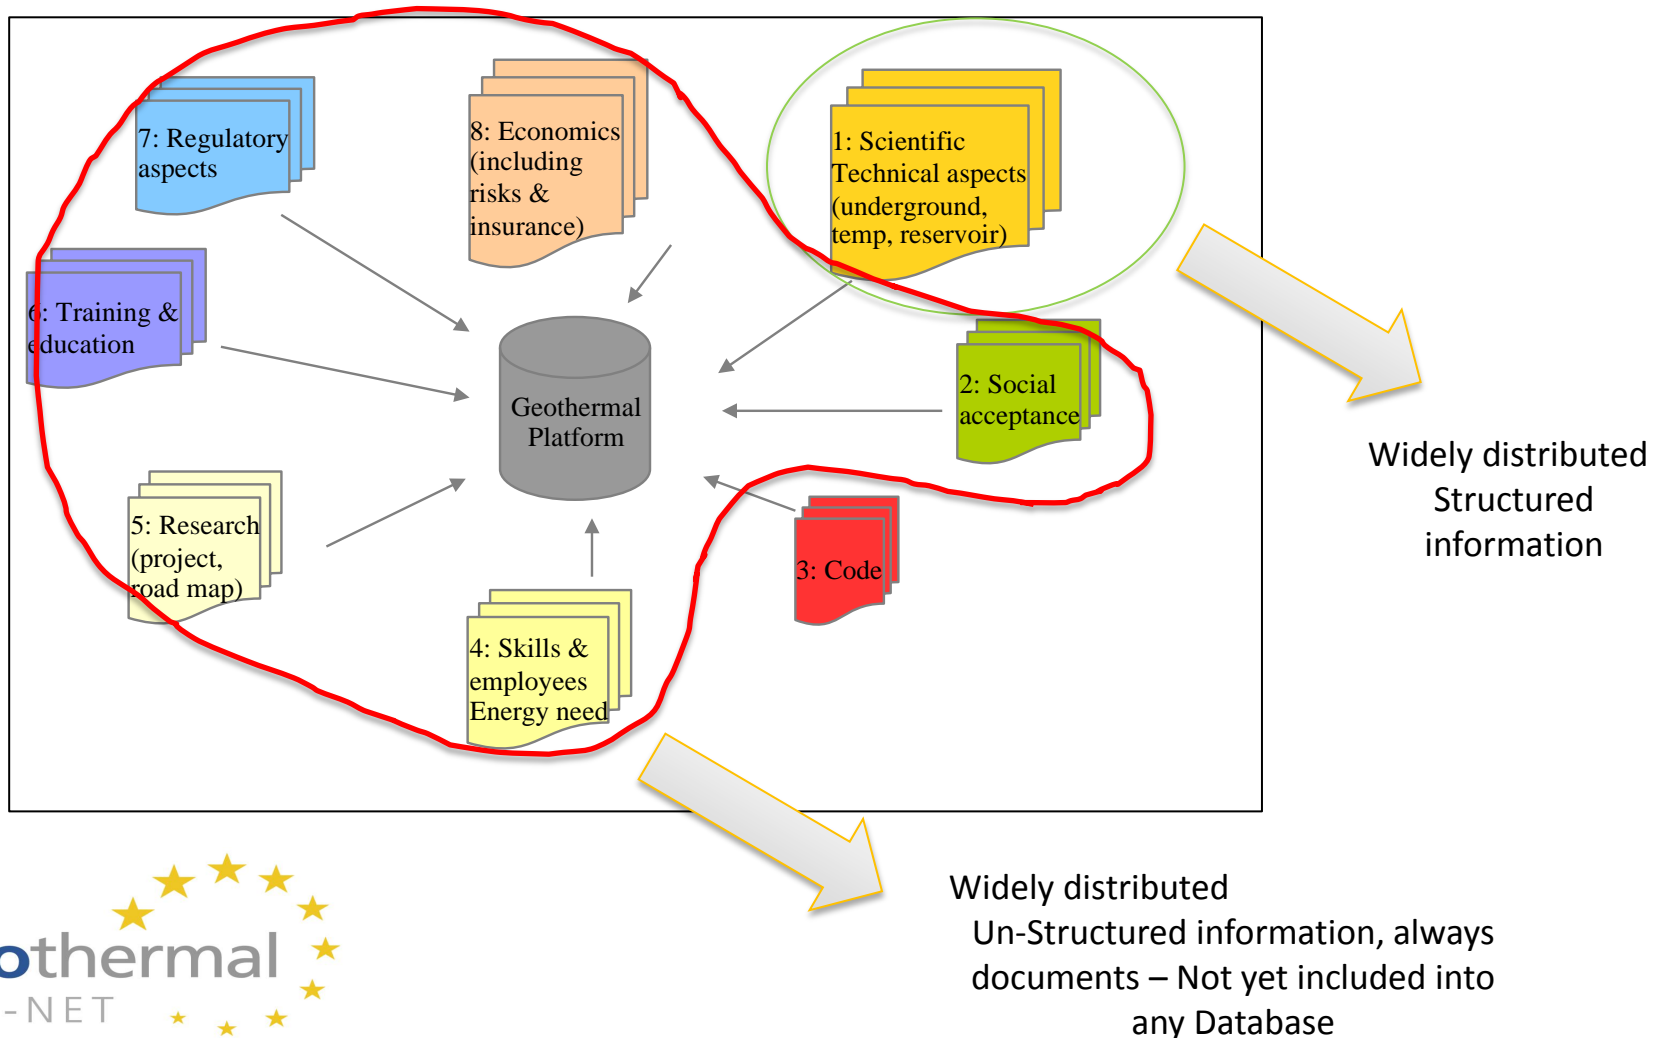 7: Regulatory
aspects
8: Economics
(including
risks &
insurance)
1: Scientific
Technical aspects
(underground,
temp, reservoir)
6: Training &
education
Geothermal
Platform
2: Social
acceptance
5: Research
(project,
road map)
3: Code
4: Skills &
employees
Energy need
Widely distributed
Structured
information
Widely distributed
Un-Structured information, always
documents – Not yet included into
any Database
othermal
-NET